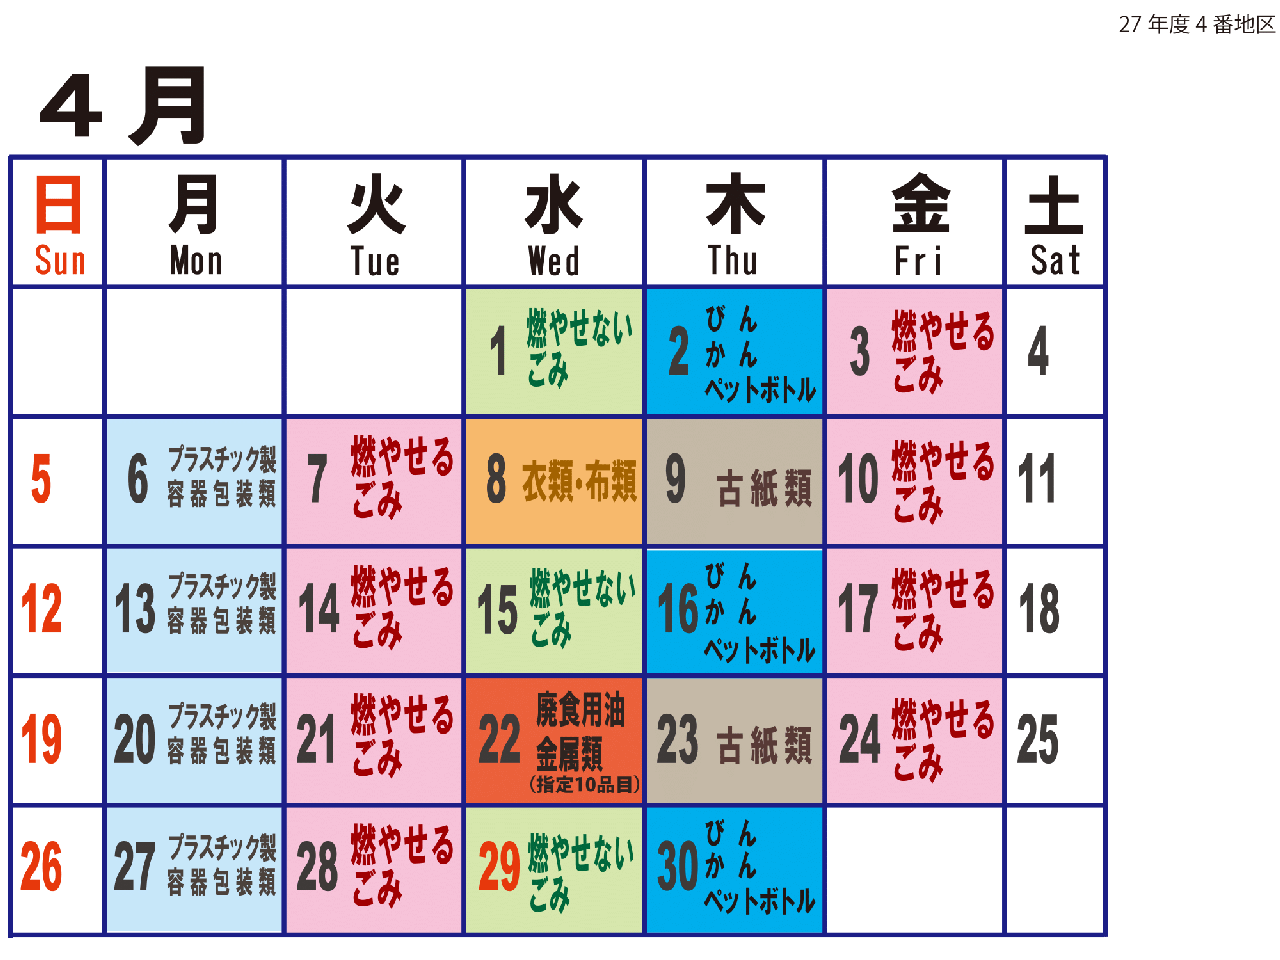 27 年度 4 番地区
4 月
日 月 火 水 木 金 土
Sun Mon Tue Wed Thu Fri Sat
1 燃やせない
ごみ
2 びん
かん
ペットボトル
3 燃やせる
ごみ
4
5
6 プラスチック製
容器包装類
7 燃やせる
ごみ
8 衣類・布類
9 古紙類
10 燃やせる
ごみ
11
12
13 プラスチック製
容器包装類
14 燃やせる
ごみ
15 燃やせない
ごみ
16 びん
かん
ペットボトル
17 燃やせる
ごみ
18
19
20 プラスチック製
容器包装類
21 燃やせる
ごみ
22 廃食用油
金属類
(指定10品目)
23 古紙類
24 燃やせる
ごみ
25
26
27 プラスチック製
容器包装類
28 燃やせる
ごみ
29 燃やせない
ごみ
30 びん
かん
ペットボトル